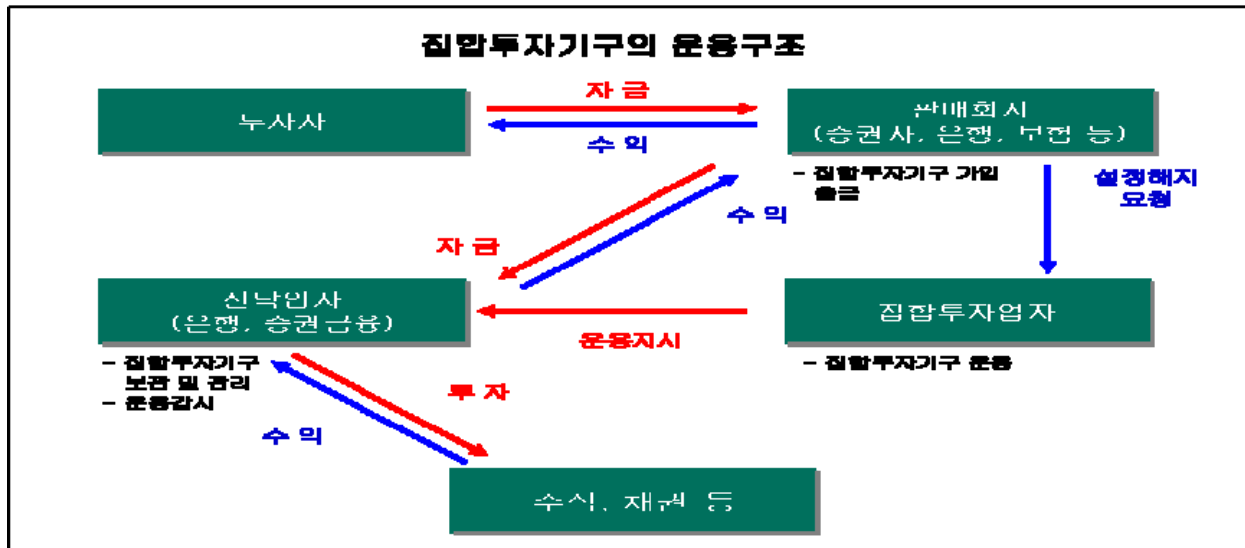 집합투자기구의 운용구조
자 금
투자자
판매회사
(증권사, 은행, 보험 등)
수 익
- 집합투자기구 가입
출금
설정해지
요청
수 익
자 금
신탁회사
(은행, 증권금융)
집합투자업자
운용지시
- 집합투자기구
보관 및 관리
- 운용감시
- 집합투자기구 운용
투 자
수 익
주식, 채권 등